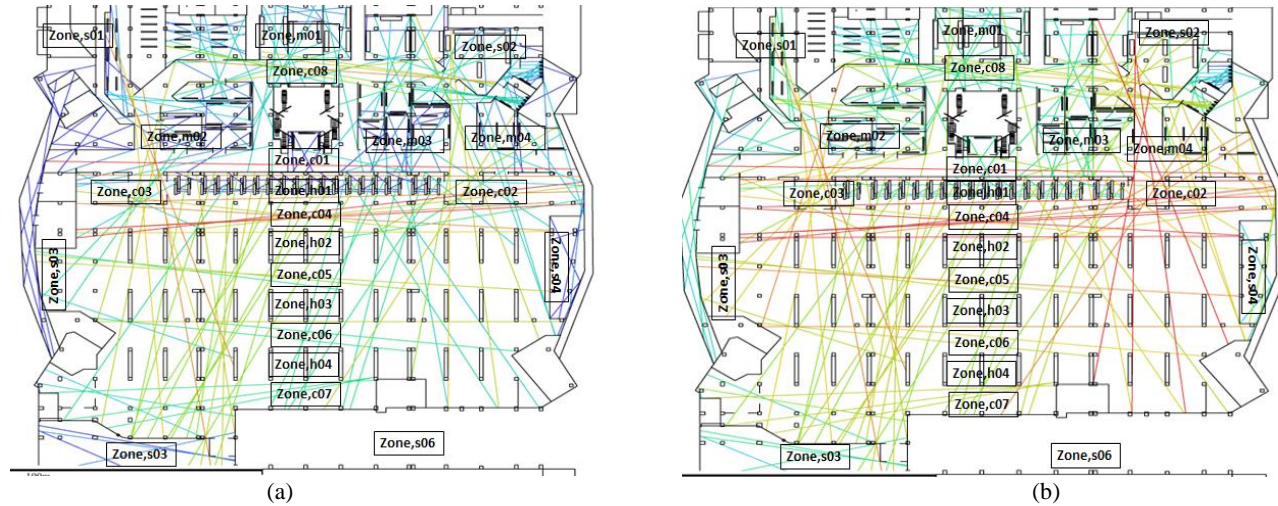 Zone,s01
Zone,m01
Zone,s02
Zone,c08
Zone,m02
Zone,m03
Zone,m04
Zone,c01
Zone,c03
Zone,h01
Zone,c02
Zone,c04
Zone,h02
Zone,s03
Zone,s04
Zone,c05
Zone,h03
Zone,c06
Zone,h04
Zone,c07
Zone,s06
Zone,s03
(a)
Zone,s01
Zone,m01
Zone,s02
Zone,c08
Zone,m02
Zone,m03
Zone,m04
Zone,c01
Zone,c03
Zone,h01
Zone,c02
Zone,c04
Zone,h02
Zone,s03
Zone,s04
Zone,c05
Zone,h03
Zone,c06
Zone,h04
Zone,c07
Zone,s06
Zone,s03
(b)